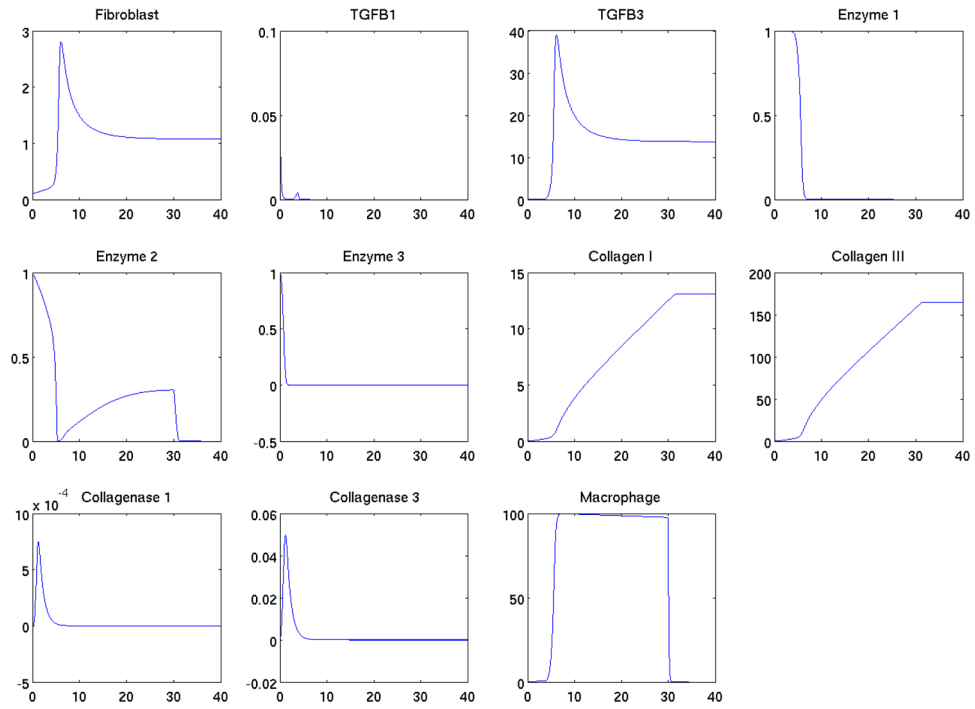 Fibroblast TGFB1 TGFB3 Enzyme 1
3 0.1 40 1
30
2
0.05 20 0.5
1
10
0 0 0 0
0 10 20 30 40 0 10 20 30 40 0 10 20 30 40 0 10 20 30 40
Enzyme 2 Enzyme 3 Collagen I Collagen III
1 1 15 200
150
0.5 10
0.5 100
0 5
50
0 -0.5 0 0
0 10 20 30 40 0 10 20 30 40 0 10 20 30 40 0 10 20 30 40
x 10^-4 Collagenase 1 Collagenase 3 Macrophage
10 0.06 100
0.04
5
0.02 50
0
0
-5 -0.02 0
0 10 20 30 40 0 10 20 30 40 0 10 20 30 40